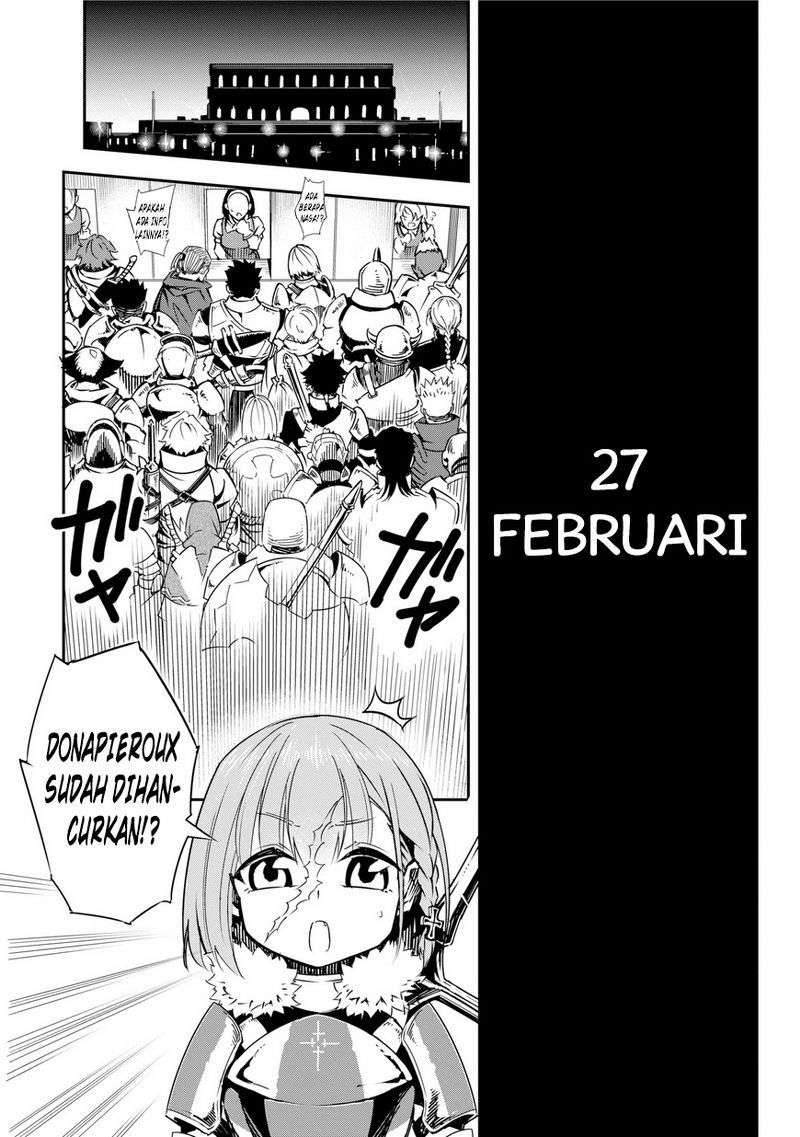 27
FEBRUARI
ADA
BERAPA
NAGA!?
APAKAH
ADA INFO
LAINNYA!?
ガヤ
ガヤ
DONAPIEROUX
SUDAH DIHAN-
CURKAN!?